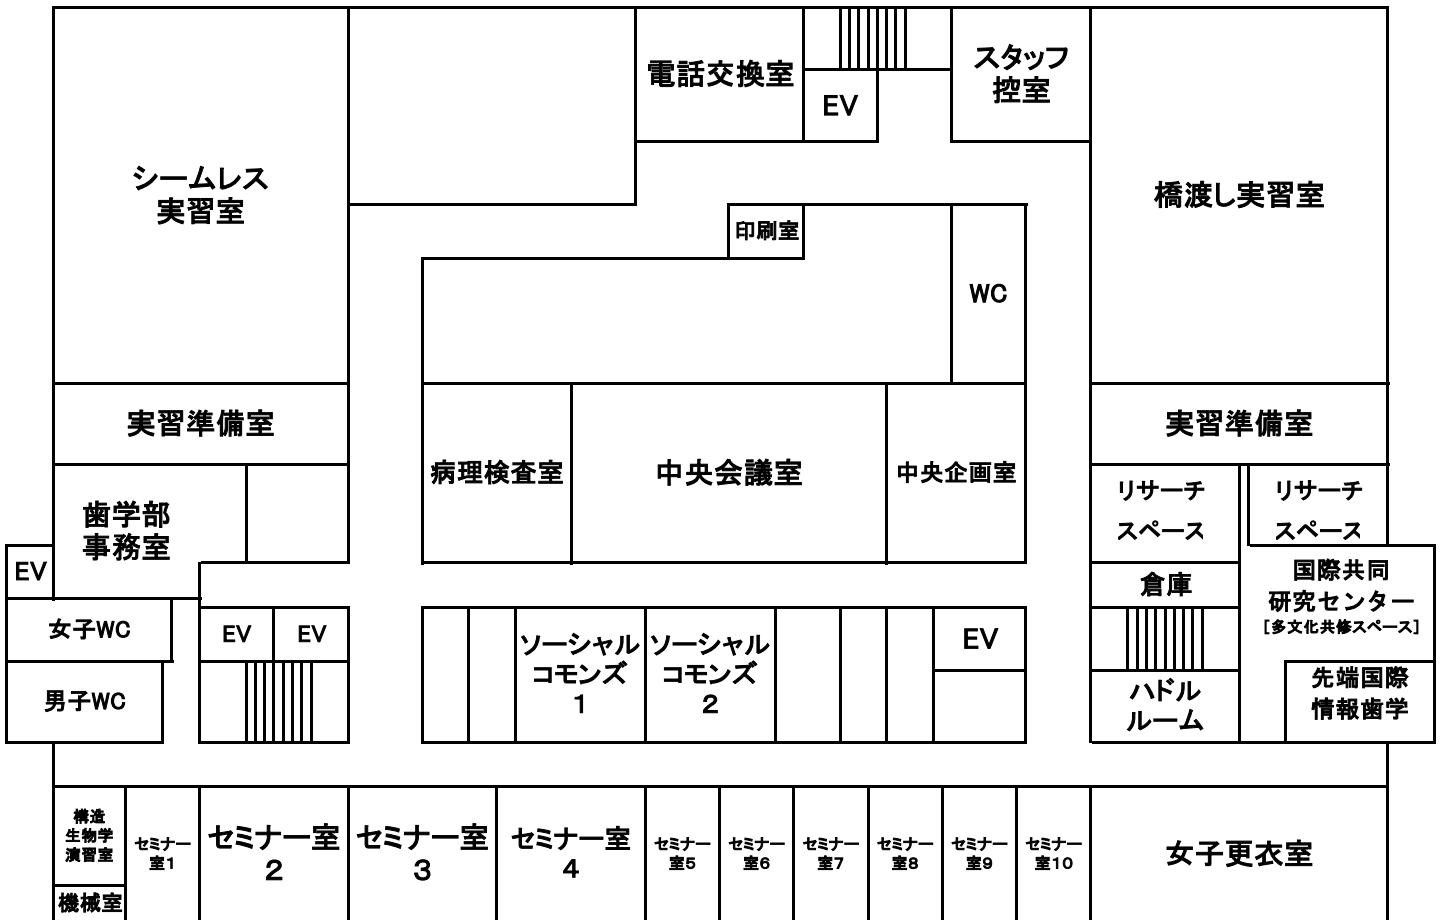 電話交換室
スタッフ
控室
EV
シームレス
実習室
橋渡し実習室
印刷室
WC
実習準備室
実習準備室
病理検査室
中央会議室
中央企画室
歯学部
事務室
リサーチ
スペース
リサーチ
スペース
EV
倉庫
国際共同
研究センター
[多文化共修スペース]
女子WC
EV
EV
ソーシャル
コモンズ
1
ソーシャル
コモンズ
2
EV
男子WC
ハドル
ルーム
先端国際
情報歯学
構造
生物学
演習室
機械室
セミナー
室1
セミナー室
2
セミナー室
3
セミナー室
4
セミナー
室5
セミナー
室6
セミナー
室7
セミナー
室8
セミナー
室9
セミナー
室10
女子更衣室